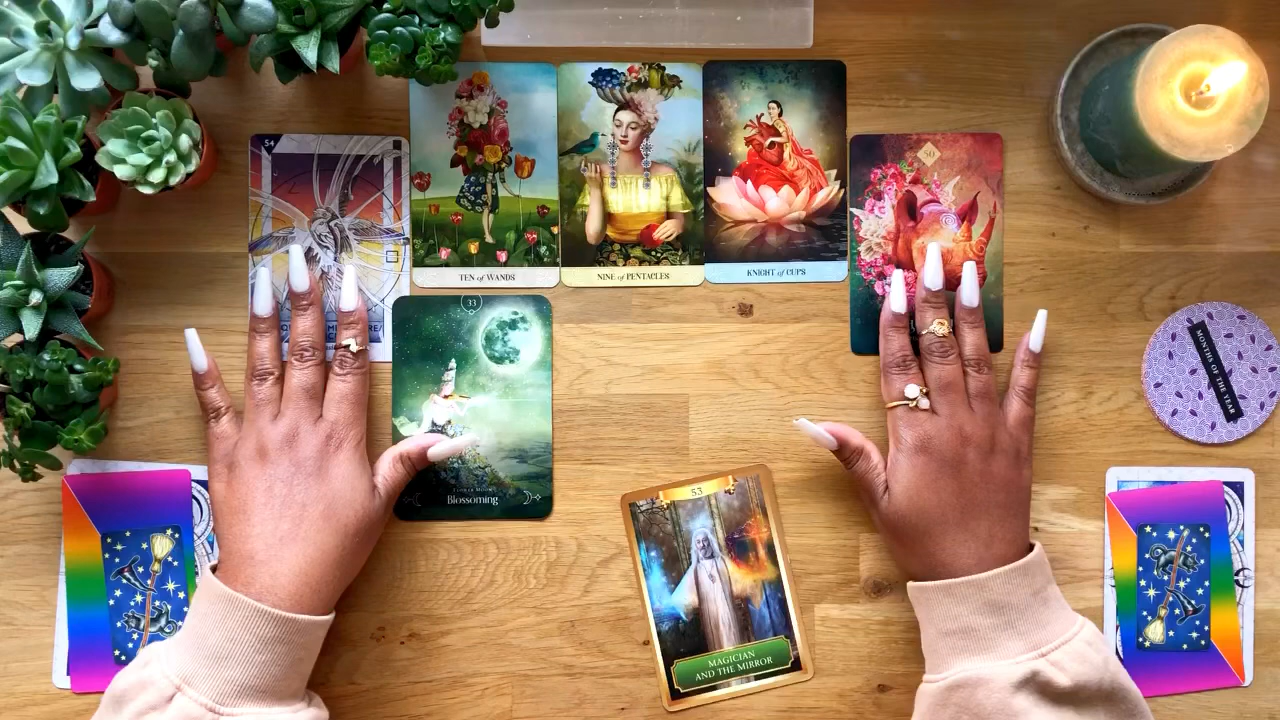 54
TEN of WANDS
NINE of PENTACLES
KNIGHT of CUPS
50
33
MONTHS OF THE YEAR
Blossoming
53
MAGICIAN
AND THE MIRROR